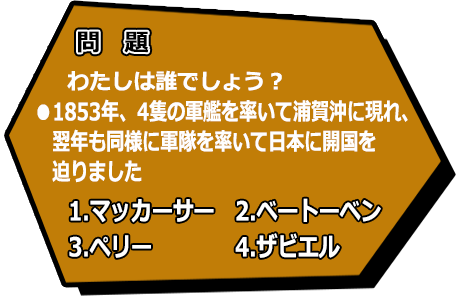 問 題
わたしは誰でしょう？
●1853年、4隻の軍艦を率いて浦賀沖に現れ、
翌年も同様に軍隊を率いて日本に開国を
迫りました
1.マッカーサー 2.ベートーベン
3.ペリー 4.ザビエル